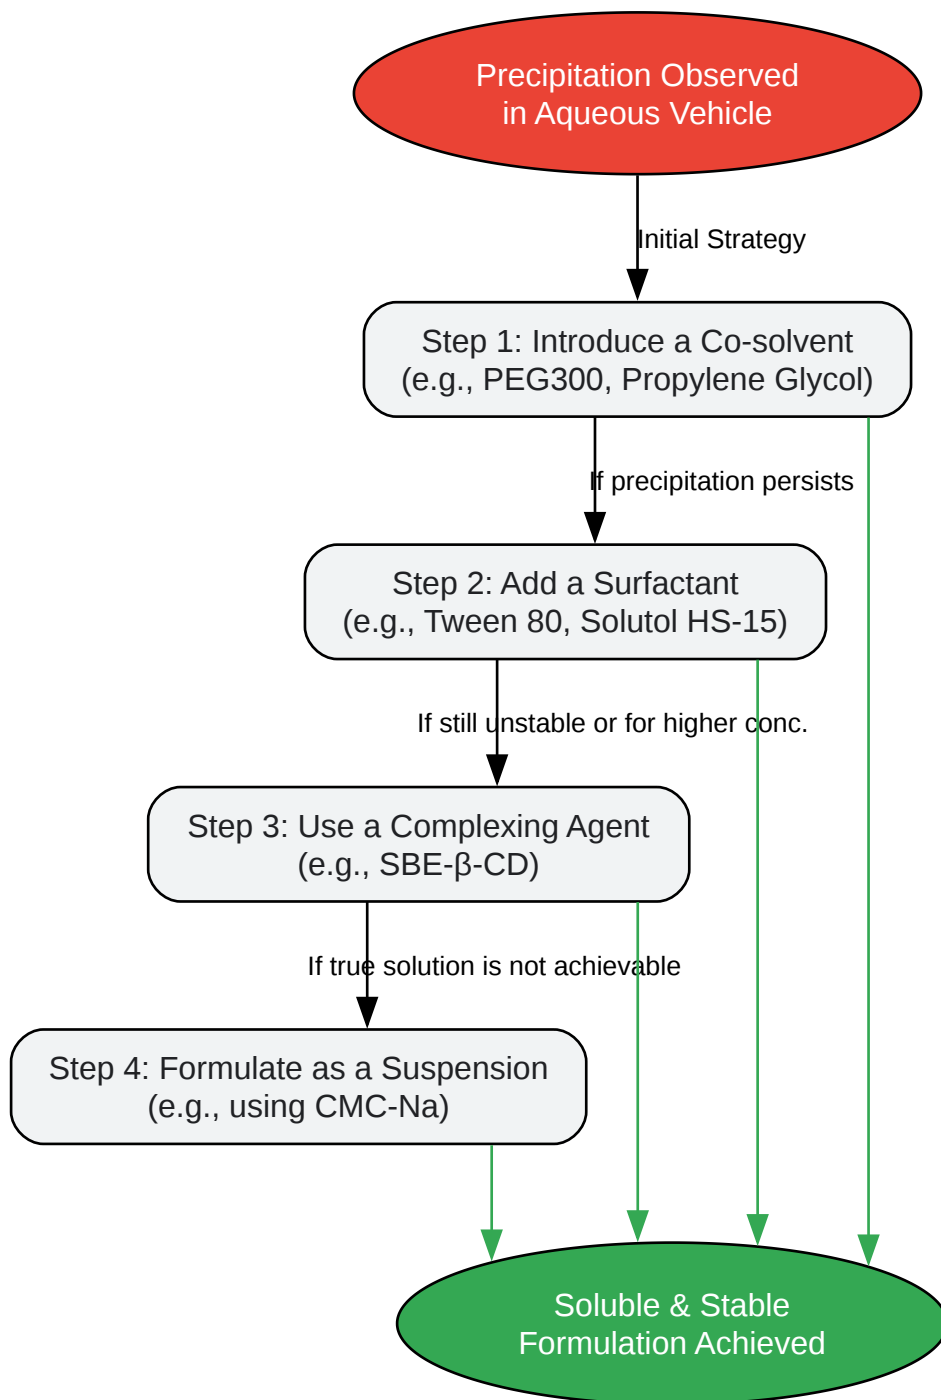 Precipitation Observed
in Aqueous Vehicle
Initial Strategy
Step 1: Introduce a Co-solvent
(e.g., PEG300, Propylene Glycol)
If precipitation persists
Step 2: Add a Surfactant
(e.g., Tween 80, Solutol HS-15)
If still unstable or for higher conc.
Step 3: Use a Complexing Agent
(e.g., SBE-β-CD)
If true solution is not achievable
Step 4: Formulate as a Suspension
(e.g., using CMC-Na)
Soluble & Stable
Formulation Achieved